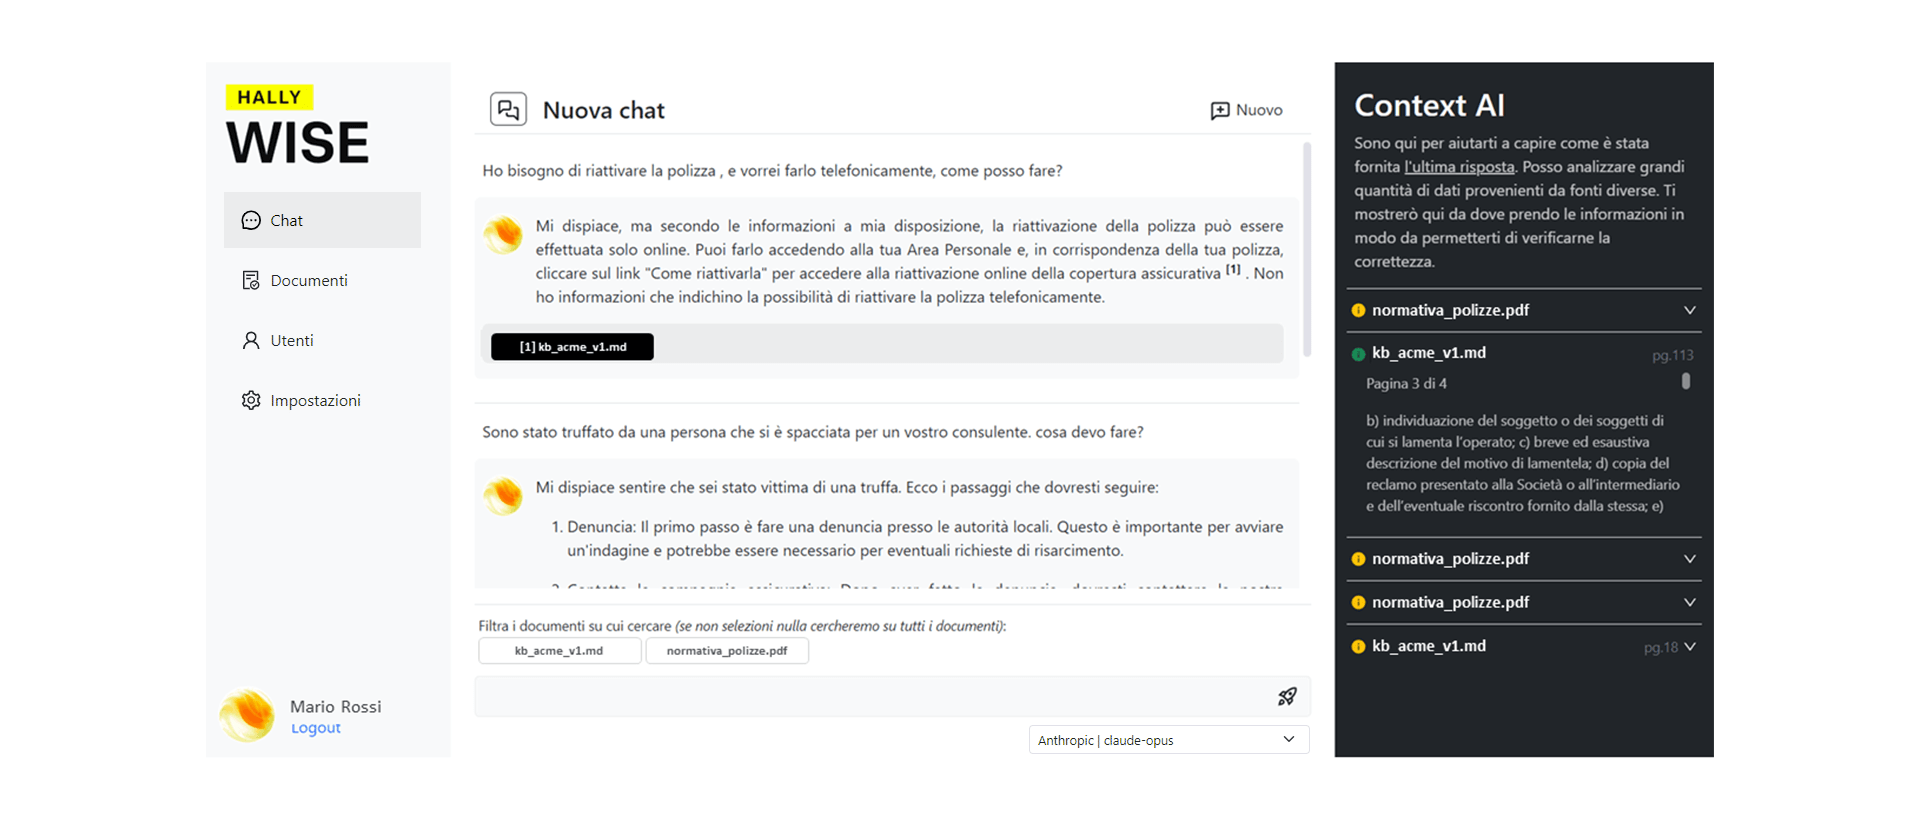 HALLY
WISE
Chat
Documenti
Utenti
Impostazioni
Mario Rossi
Logout
Nuova chat
Nuovo
Ho bisogno di riattivare la polizza , e vorrei farlo telefonicamente, come posso fare?
Mi dispiace, ma secondo le informazioni a mia disposizione, la riattivazione della polizza può essere
effettuata solo online. Puoi farlo accedendo alla tua Area Personale e, in corrispondenza della tua polizza,
cliccare sul link "Come riattivarla" per accedere alla riattivazione online della copertura assicurativa [1] . Non
ho informazioni che indichino la possibilità di riattivare la polizza telefonicamente.
[1] kb_acme_v1.md
Sono stato truffato da una persona che si è spacciata per un vostro consulente. cosa devo fare?
Mi dispiace sentire che sei stato vittima di una truffa. Ecco i passaggi che dovresti seguire:
1. Denuncia: Il primo passo è fare una denuncia presso le autorità locali. Questo è importante per avviare
un'indagine e potrebbe essere necessario per eventuali richieste di risarcimento.
Filtra i documenti su cui cercare (se non selezioni nulla cercheremo su tutti i documenti):
kb_acme_v1.md
normativa_polizze.pdf
Anthropic | claude-opus
Context AI
Sono qui per aiutarti a capire come è stata
fornita l'ultima risposta. Posso analizzare grandi
quantità di dati provenienti da fonti diverse. Ti
mostrerò qui da dove prendo le informazioni in
modo da permetterti di verificarne la
correttezza.
normativa_polizze.pdf
kb_acme_v1.md pg.113
Pagina 3 di 4
b) individuazione del soggetto o dei soggetti di
cui si lamenta l'operato; c) breve ed esaustiva
descrizione del motivo di lamentela; d) copia del
reclamo presentato alla Società o all'intermediario
e dell'eventuale riscontro fornito dalla stessa; e)
normativa_polizze.pdf
normativa_polizze.pdf
kb_acme_v1.md pg.18